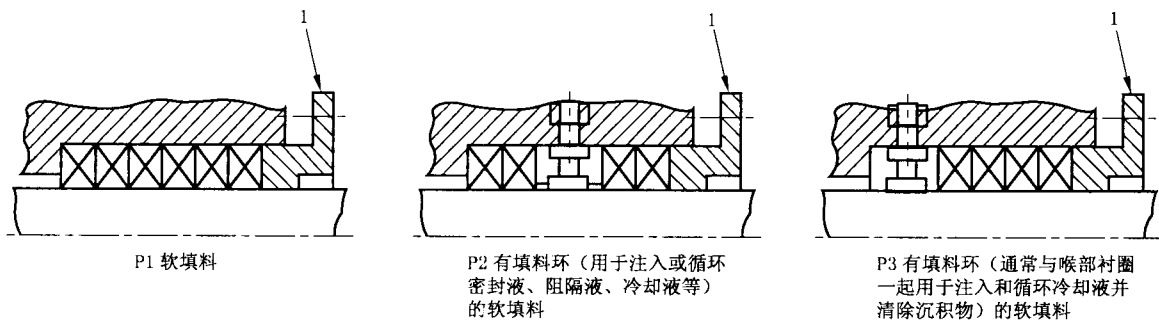 1
1
1
P1 软填料
P2 有填料环（用于注入或循环
密封液、阻隔液、冷却液等）
的软填料
P3 有填料环（通常与喉部衬圈
一起用于注入和循环冷却液并
清除沉积物）的软填料